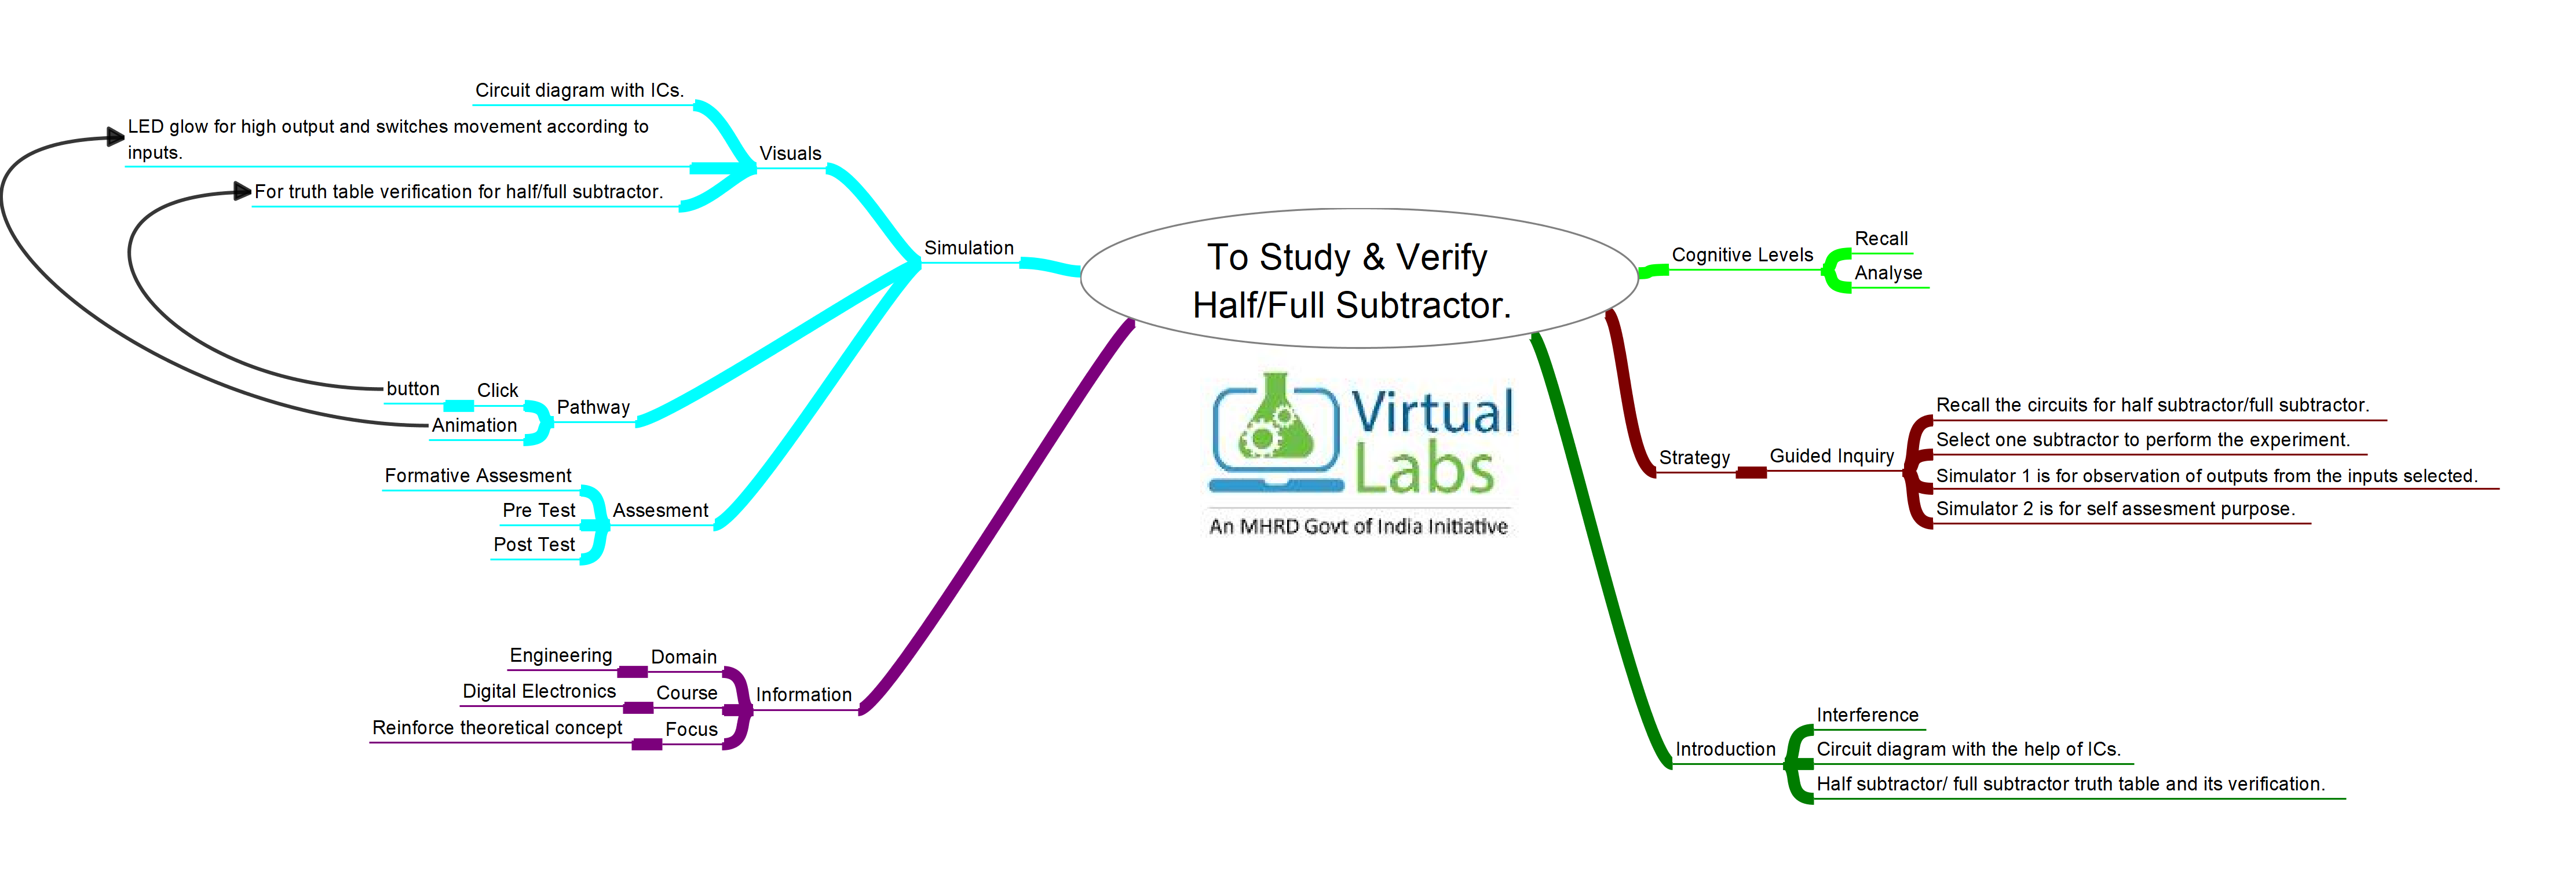 Circuit diagram with ICs.
LED glow for high output and switches movement according to
inputs.
For truth table verification for half/full subtractor.
Visuals
Simulation
button
Click
Animation
Pathway
Formative Assesment
Pre Test
Post Test
Assesment
Engineering
Domain
Digital Electronics
Course
Reinforce theoretical concept
Focus
Information
To Study & Verify
Half/Full Subtractor.
Virtual
Labs
An MHRD Govt of India Initiative
Cognitive Levels
Recall
Analyse
Strategy
Guided Inquiry
Recall the circuits for half subtractor/full subtractor.
Select one subtractor to perform the experiment.
Simulator 1 is for observation of outputs from the inputs selected.
Simulator 2 is for self assesment purpose.
Introduction
Interference
Circuit diagram with the help of ICs.
Half subtractor/ full subtractor truth table and its verification.